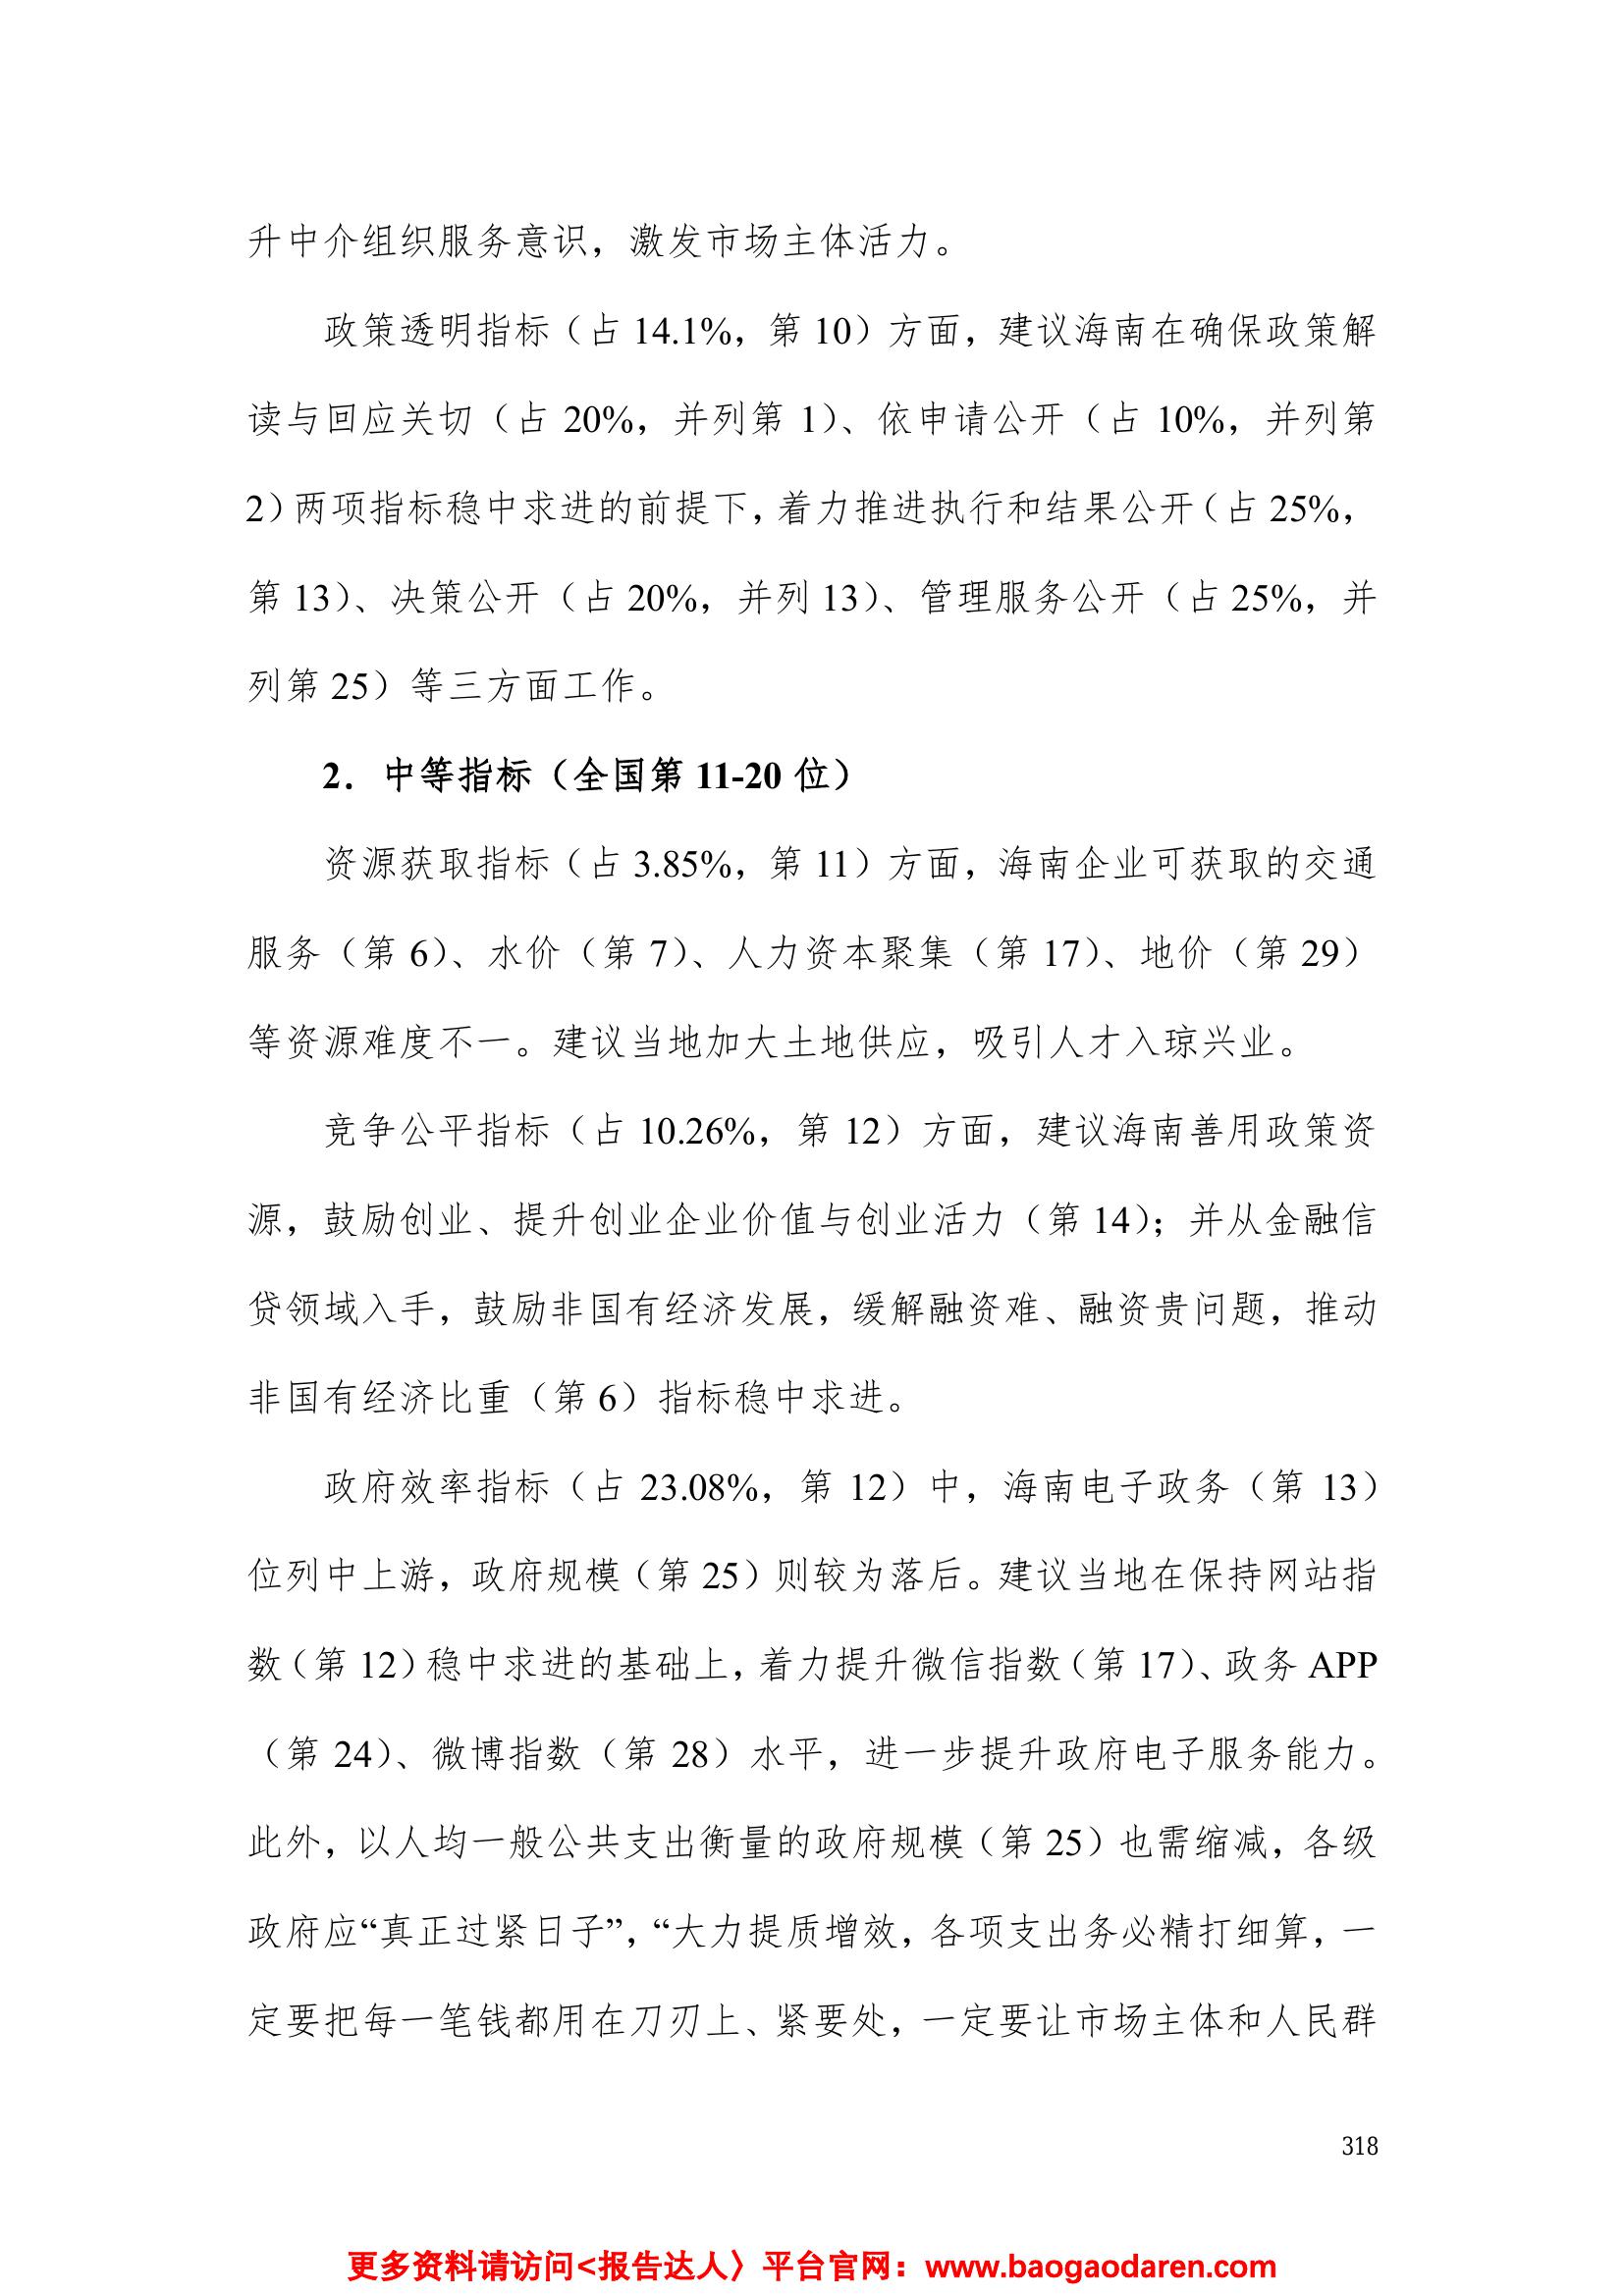 升中介组织服务意识，激发市场主体活力。
政策透明指标（占 14.1%，第 10）方面，建议海南在确保政策解
读与回应关切（占 20%，并列第 1）、依申请公开（占 10%，并列第
2）两项指标稳中求进的前提下，着力推进执行和结果公开（占 25%，
第 13）、决策公开（占 20%，并列 13）、管理服务公开（占 25%，并
列第 25）等三方面工作。
2．中等指标（全国第 11-20 位）
资源获取指标（占 3.85%，第 11）方面，海南企业可获取的交通
服务（第 6）、水价（第 7）、人力资本聚集（第 17）、地价（第 29）
等资源难度不一。建议当地加大土地供应，吸引人才入琼兴业。
竞争公平指标（占 10.26%，第 12）方面，建议海南善用政策资
源，鼓励创业、提升创业企业价值与创业活力（第 14）；并从金融信
贷领域入手，鼓励非国有经济发展，缓解融资难、融资贵问题，推动
非国有经济比重（第 6）指标稳中求进。
政府效率指标（占 23.08%，第 12）中，海南电子政务（第 13）
位列中上游，政府规模（第 25）则较为落后。建议当地在保持网站指
数（第 12）稳中求进的基础上，着力提升微信指数（第 17）、政务 APP
（第 24）、微博指数（第 28）水平，进一步提升政府电子服务能力。
此外，以人均一般公共支出衡量的政府规模（第 25）也需缩减，各级
政府应“真正过紧日子”，“大力提质增效，各项支出务必精打细算，一
定要把每一笔钱都用在刀刃上、紧要处，一定要让市场主体和人民群
318
更多资料请访问<报告达人〉平台官网：www.baogaodaren.com